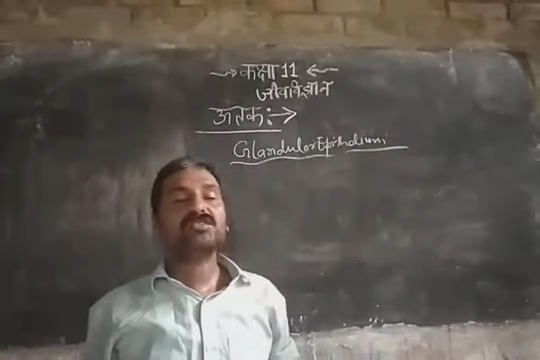 कक्षा 11
जीवविज्ञान
ऊतक :→
Glandular Epithelium